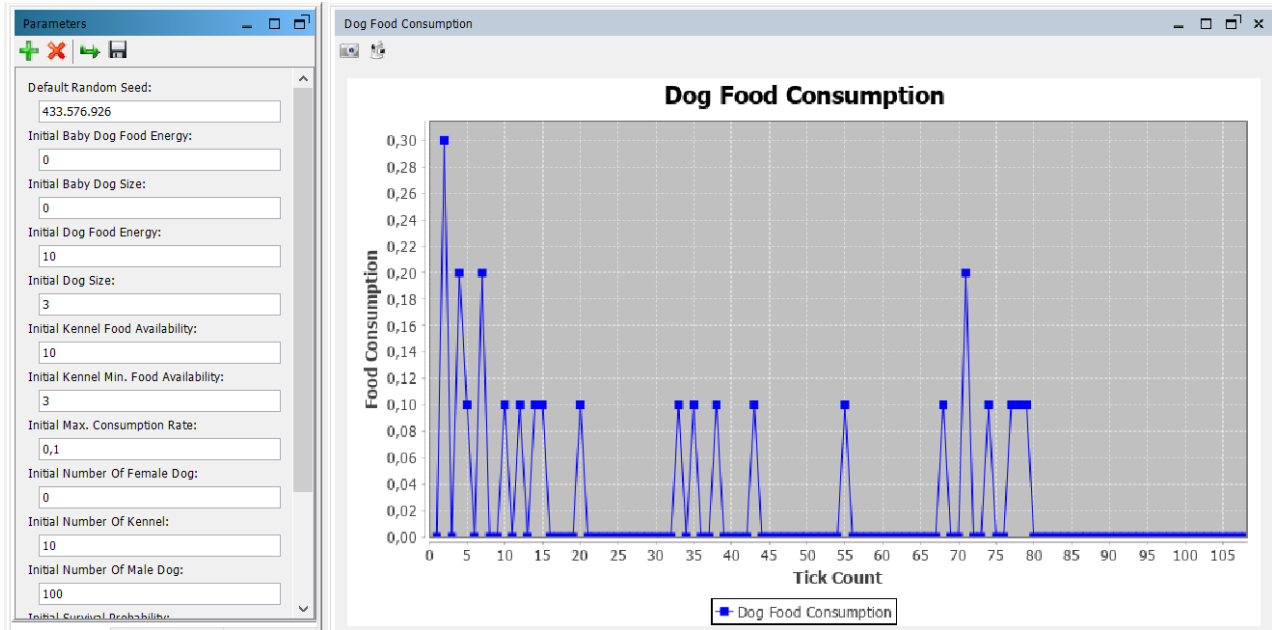 Parameters
Default Random Seed:
433.576.926
Initial Baby Dog Food Energy:
0
Initial Baby Dog Size:
0
Initial Dog Food Energy:
10
Initial Dog Size:
3
Initial Kennel Food Availability:
10
Initial Kennel Min. Food Availability:
3
Initial Max. Consumption Rate:
0,1
Initial Number Of Female Dog:
0
Initial Number Of Kennel:
10
Initial Number Of Male Dog:
100
Initial Survival Probability:
Dog Food Consumption
Dog Food Consumption
Food Consumption
0,30
0,28
0,26
0,24
0,22
0,20
0,18
0,16
0,14
0,12
0,10
0,08
0,06
0,04
0,02
0,00
0 5 10 15 20 25 30 35 40 45 50 55 60 65 70 75 80 85 90 95 100 105
Tick Count
Dog Food Consumption